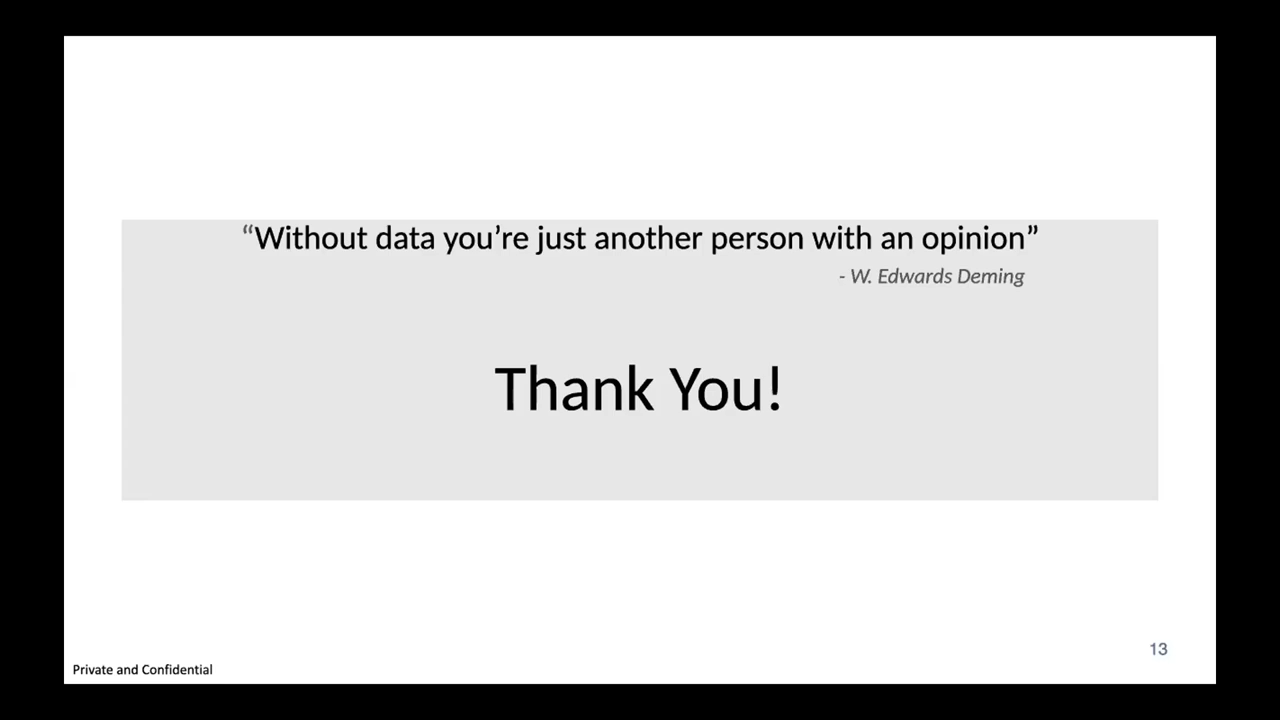 “Without data you’re just another person with an opinion”
- W. Edwards Deming
Thank You!
13
Private and Confidential